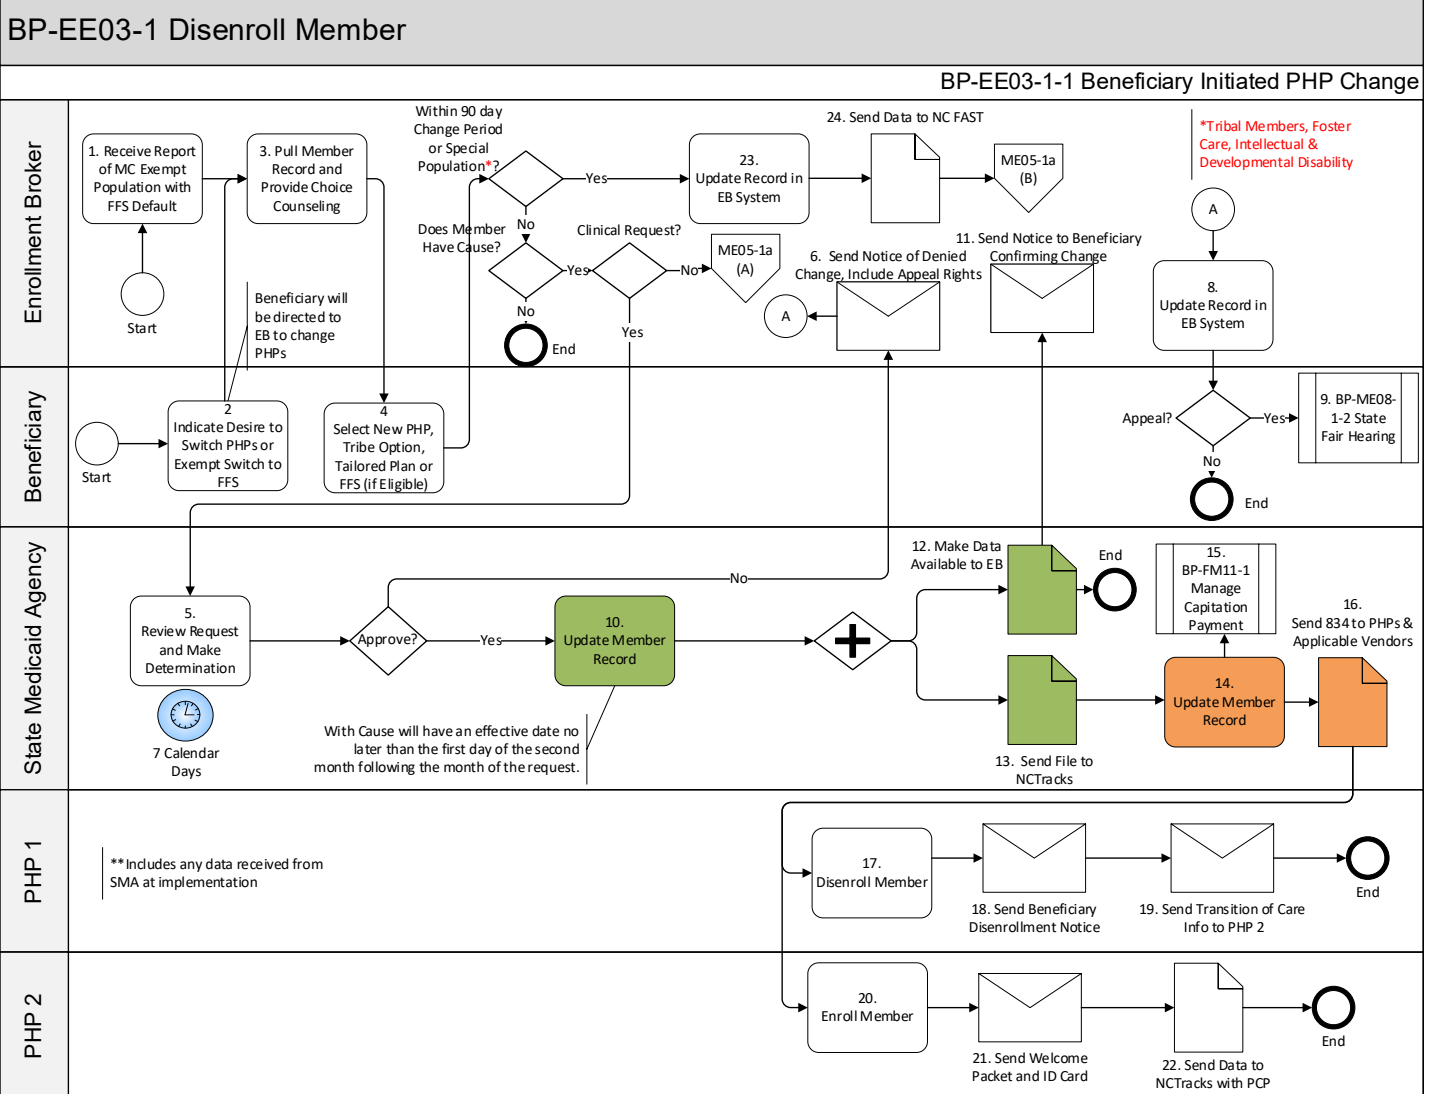 BP-EE03-1 Disenroll Member
BP-EE03-1-1 Beneficiary Initiated PHP Change
Enrollment Broker
1. Receive Report
of MC Exempt
Population with
FFS Default
Start
3. Pull Member
Record and
Provide Choice
Counseling
Beneficiary will
be directed to
EB to change
PHPs
Within 90 day
Change Period
or Special
Population*?
Yes
No
Does Member
Have Cause?
Yes
No
End
Clinical Request?
No
Yes
ME05-1a
(A)
23.
Update Record in
EB System
24. Send Data to NC FAST
ME05-1a
(B)
6.  Send Notice of Denied
Change, Include Appeal Rights
A
11. Send Notice to Beneficiary
Confirming Change
*Tribal Members, Foster
Care, Intellectual &
Developmental Disability
A
8.
Update Record in
EB System
Beneficiary
Start
2
Indicate Desire to
Switch PHPs or
Exempt Switch to
FFS
4
Select New PHP,
Tribe Option,
Tailored Plan or
FFS (if Eligible)
Appeal?
Yes
No
End
9. BP-ME08-
1-2 State
Fair Hearing
State Medicaid Agency
5.
Review Request
and Make
Determination
7 Calendar
Days
Approve?
No
Yes
10.
Update Member
Record
With Cause will have an effective date no
later than the first day of the second
month following the month of the request.
12. Make Data
Available to EB
End
13.  Send File to
NCTracks
15.
BP-FM11-1
Manage
Capitation
Payment
14.
Update Member
Record
16.
Send 834 to PHPs &
Applicable Vendors
PHP 1
**Includes any data received from
SMA at implementation
17.
Disenroll Member
18. Send Beneficiary
Disenrollment Notice
19. Send Transition of Care
Info to PHP 2
End
PHP 2
20.
Enroll Member
21. Send Welcome
Packet and ID Card
22. Send Data to
NCTracks with PCP
End